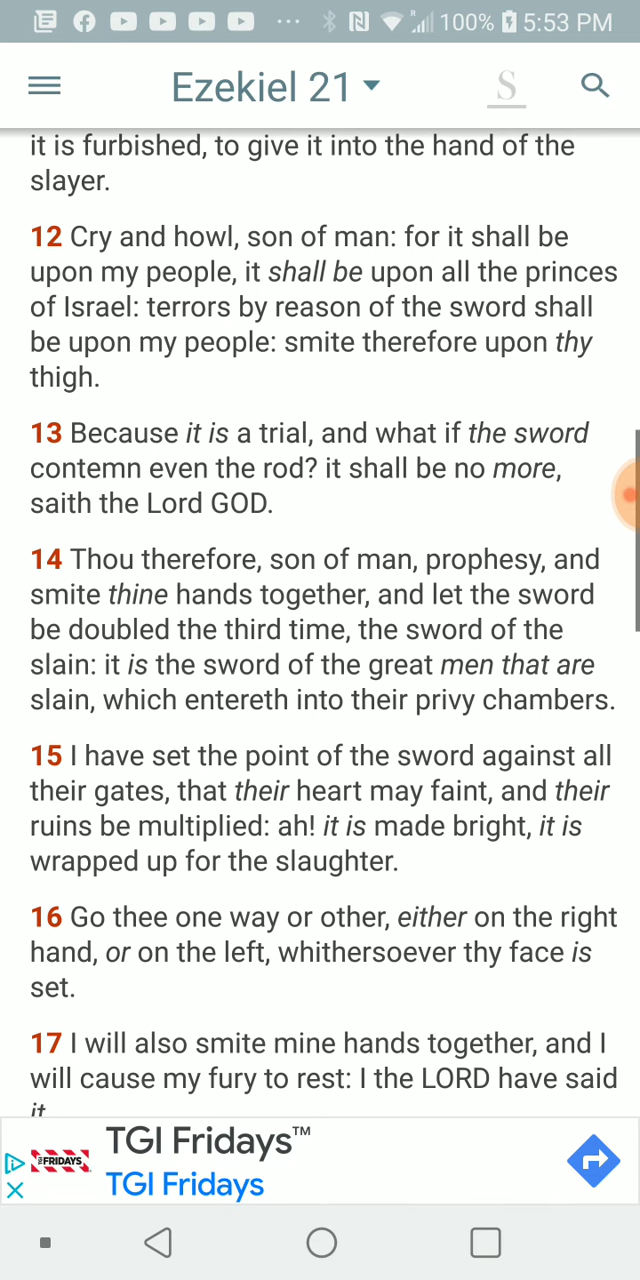 100% 5:53 PM
Ezekiel 21 S
it is furbished, to give it into the hand of the
slayer.
12 Cry and howl, son of man: for it shall be
upon my people, it shall be upon all the princes
of Israel: terrors by reason of the sword shall
be upon my people: smite therefore upon thy
thigh.
13 Because it is a trial, and what if the sword
contemn even the rod? it shall be no more,
saith the Lord GOD.
14 Thou therefore, son of man, prophesy, and
smite thine hands together, and let the sword
be doubled the third time, the sword of the
slain: it is the sword of the great men that are
slain, which entereth into their privy chambers.
15 I have set the point of the sword against all
their gates, that their heart may faint, and their
ruins be multiplied: ah! it is made bright, it is
wrapped up for the slaughter.
16 Go thee one way or other, either on the right
hand, or on the left, whithersoever thy face is
set.
17 I will also smite mine hands together, and I
will cause my fury to rest: I the LORD have said
it
TGI Fridays™
FRIDAYS
TGI Fridays